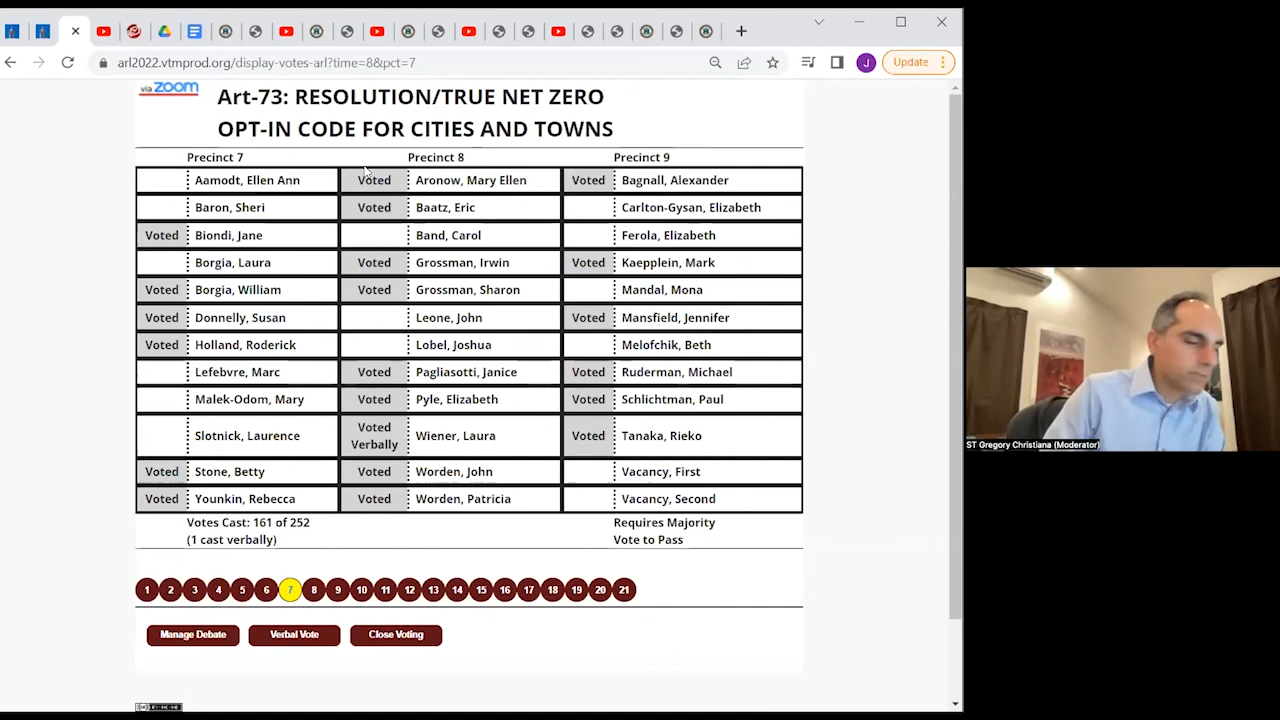 J
Update
arl2022.vtmprod.org/display-votes-arl?time=8&pct=7
via zoom
Art-73: RESOLUTION/TRUE NET ZERO
OPT-IN CODE FOR CITIES AND TOWNS
Precinct 7 Precinct 8 Precinct 9
Aamodt, Ellen Ann Voted Aronow, Mary Ellen Voted Bagnall, Alexander
Baron, Sheri Voted Baatz, Eric Carlton-Gysan, Elizabeth
Voted Biondi, Jane Band, Carol Ferola, Elizabeth
Borgia, Laura Voted Grossman, Irwin Voted Kaepplein, Mark
Voted Borgia, William Voted Grossman, Sharon Mandal, Mona
Voted Donnelly, Susan Leone, John Voted Mansfield, Jennifer
Voted Holland, Roderick Lobel, Joshua Melofchik, Beth
Lefebvre, Marc Voted Pagliasotti, Janice Voted Ruderman, Michael
Malek-Odom, Mary Voted Pyle, Elizabeth Voted Schlichtman, Paul
Slotnick, Laurence Voted Verbally Wiener, Laura Voted Tanaka, Rieko
Voted Stone, Betty Voted Worden, John Vacancy, First
Voted Younkin, Rebecca Voted Worden, Patricia Vacancy, Second
Votes Cast: 161 of 252 Requires Majority
(1 cast verbally) Vote to Pass
1 2 3 4 5 6 7 8 9 10 11 12 13 14 15 16 17 18 19 20 21
Manage Debate Verbal Vote Close Voting
ST Gregory Christiana (Moderator)